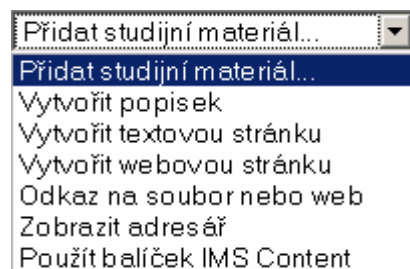 Přidat studijní materiál...
Přidat studijní materiál...
Vytvořit popisek
Vytvořit textovou stránku
Vytvořit webovou stránku
Odkaz na soubor nebo web
Zobrazit adresář
Použít balíček IMS Content